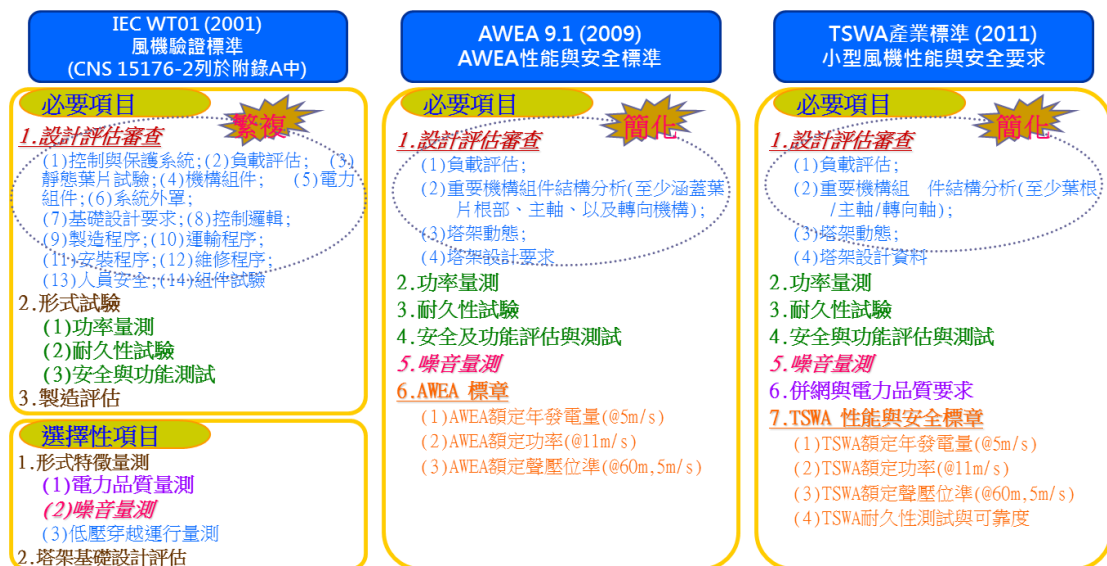 IEC WT01 (2001)
風機驗證標準
(CNS 15176-2列於附錄A中)
必要項目
繁複
1.設計評估審查
(1)控制與保護系統;(2)負載評估; (3)
靜態葉片試驗;(4)機構組件; (5)電力
組件;(6)系統外罩;
(7)基礎設計要求;(8)控制邏輯;
(9)製造程序;(10)運輸程序;
(11)安裝程序;(12)維修程序;
(13)人員安全;(14)組件試驗
2.形式試驗
(1)功率量測
(2)耐久性試驗
(3)安全與功能測試
3.製造評估
選擇性項目
1.形式特徵量測
(1)電力品質量測
(2)噪音量測
(3)低壓穿越運行量測
2.塔架基礎設計評估
AWEA 9.1 (2009)
AWEA性能與安全標準
必要項目
簡化
1.設計評估審查
(1)負載評估;
(2)重要機構組件結構分析(至少涵蓋葉
片根部、主軸、以及轉向機構);
(3)塔架動態;
(4)塔架設計要求
2.功率量測
3.耐久性試驗
4.安全及功能評估與測試
5.噪音量測
6.AWEA 標章
(1)AWEA額定年發電量(@5m/s)
(2)AWEA額定功率(@11m/s)
(3)AWEA額定聲壓位準(@60m,5m/s)
TSWA產業標準 (2011)
小型風機性能與安全要求
必要項目
簡化
1.設計評估審查
(1)負載評估;
(2)重要機構組 件結構分析(至少葉根
/主軸/轉向軸);
(3)塔架動態;
(4)塔架設計資料
2.功率量測
3.耐久性試驗
4.安全與功能評估與測試
5.噪音量測
6.併網與電力品質要求
7.TSWA 性能與安全標章
(1)TSWA額定年發電量(@5m/s)
(2)TSWA額定功率(@11m/s)
(3)TSWA額定聲壓位準(@60m,5m/s)
(4)TSWA耐久性測試與可靠度